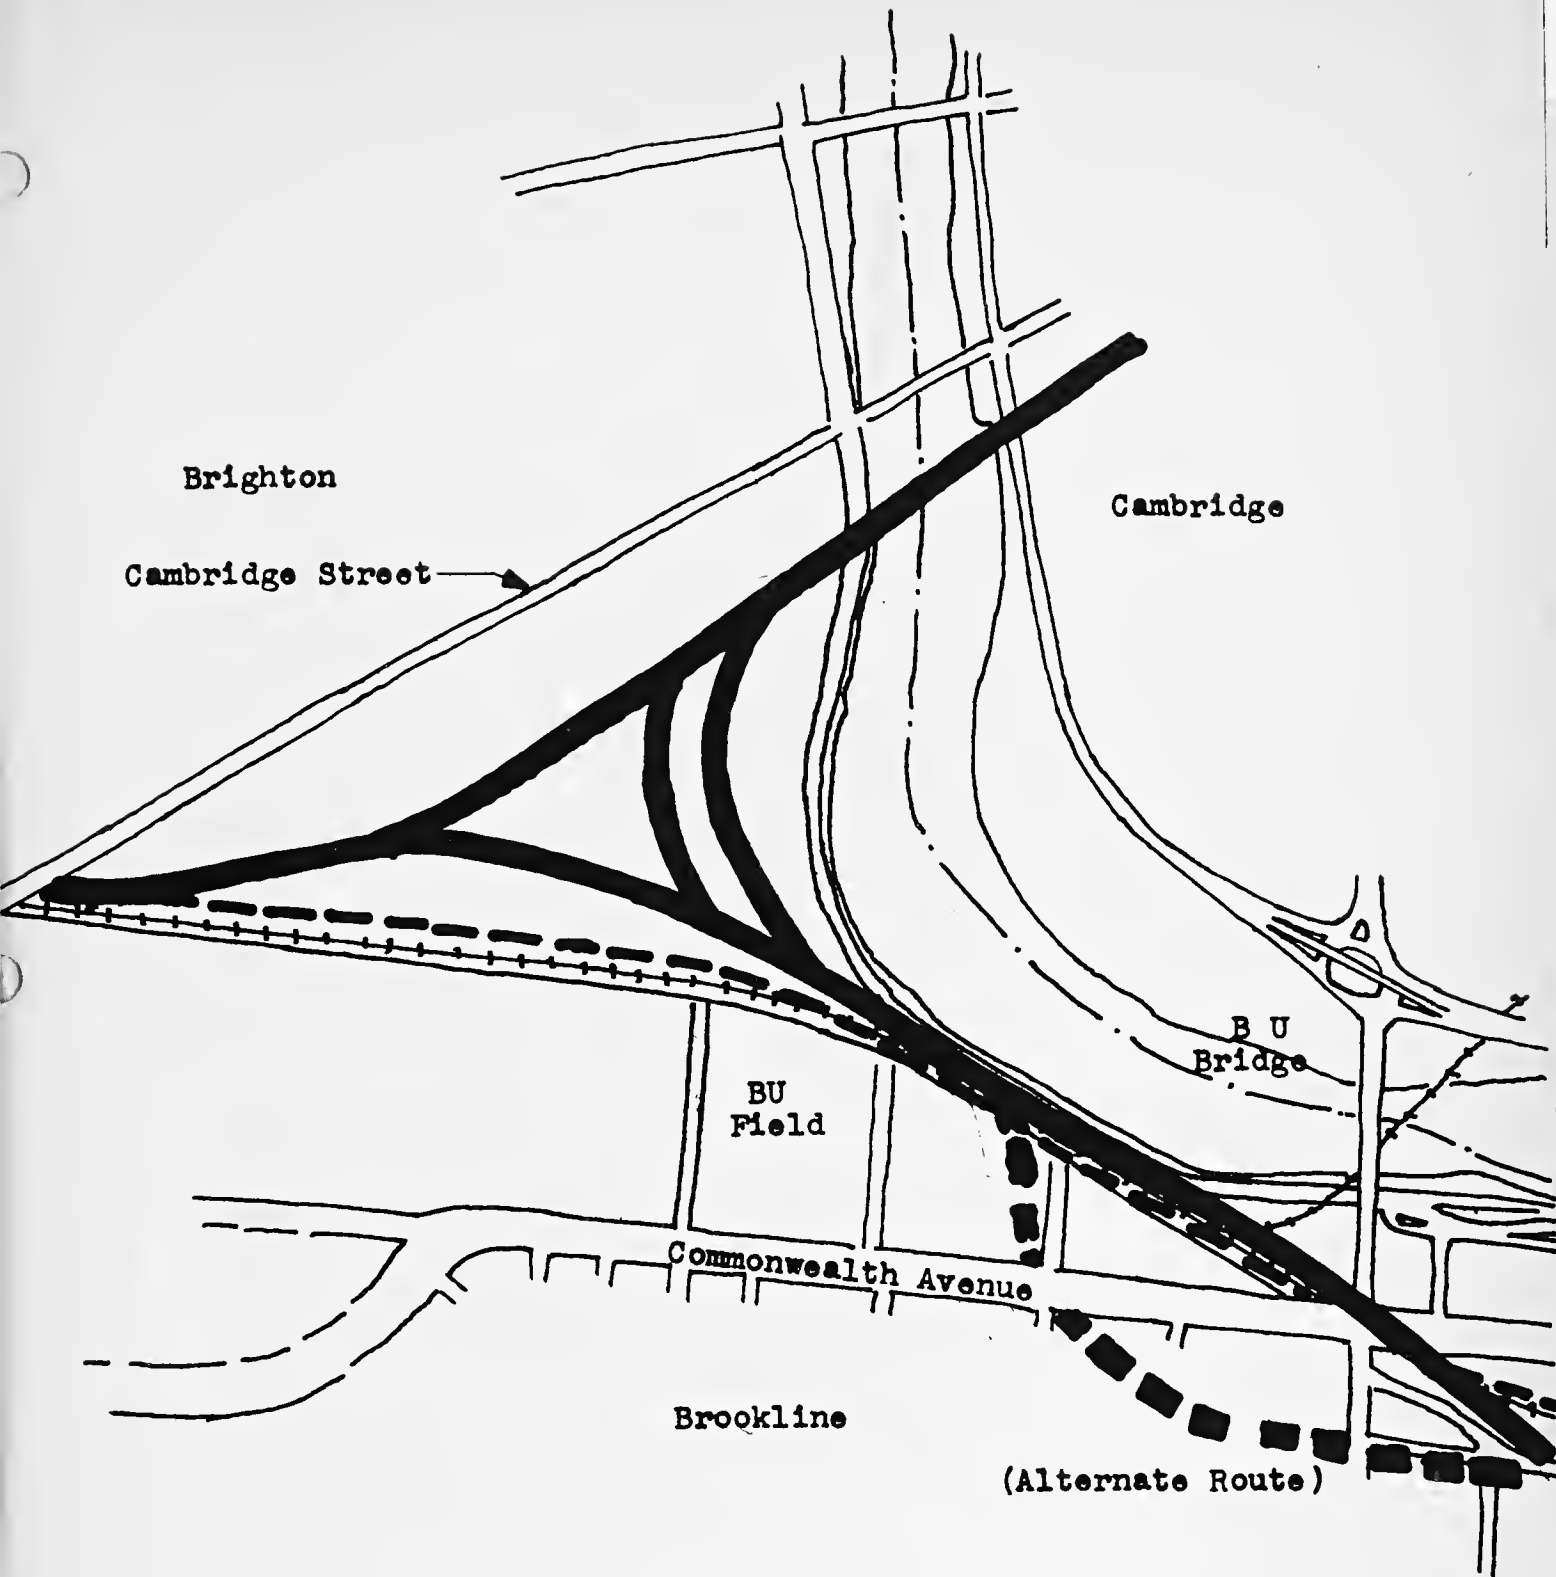 Brighton
Cambridge
Cambridge Street
B U
Bridge
BU
Field
Commonwealth Avenue
Brookline
(Alternate Route)